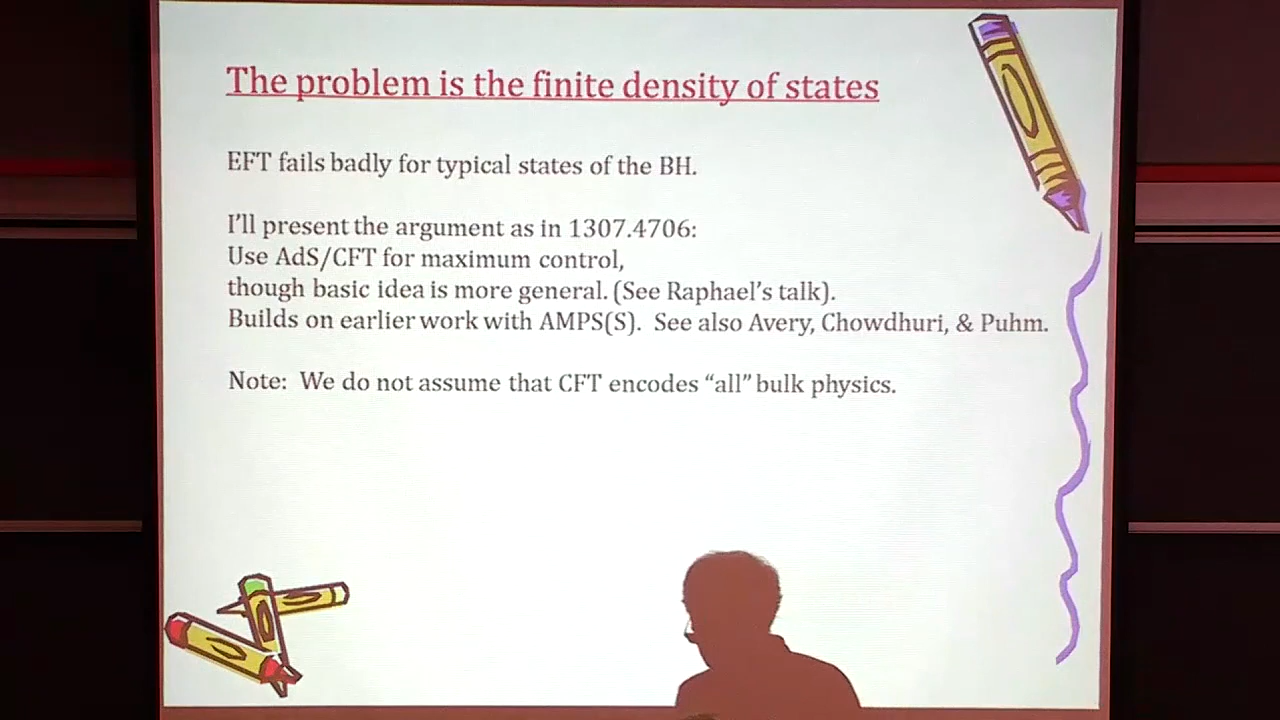 The problem is the finite density of states
EFT fails badly for typical states of the BH.
I'll present the argument as in 1307.4706:
Use AdS/CFT for maximum control,
though basic idea is more general. (See Raphael's talk).
Builds on earlier work with AMPS(S).  See also Avery, Chowdhuri, & Puhm.
Note:  We do not assume that CFT encodes “all” bulk physics.